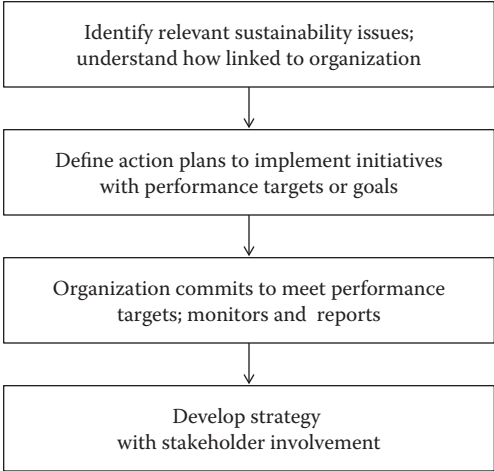 Identify relevant sustainability issues;
understand how linked to organization
Define action plans to implement initiatives
with performance targets or goals
Organization commits to meet performance
targets; monitors and reports
Develop strategy
with stakeholder involvement